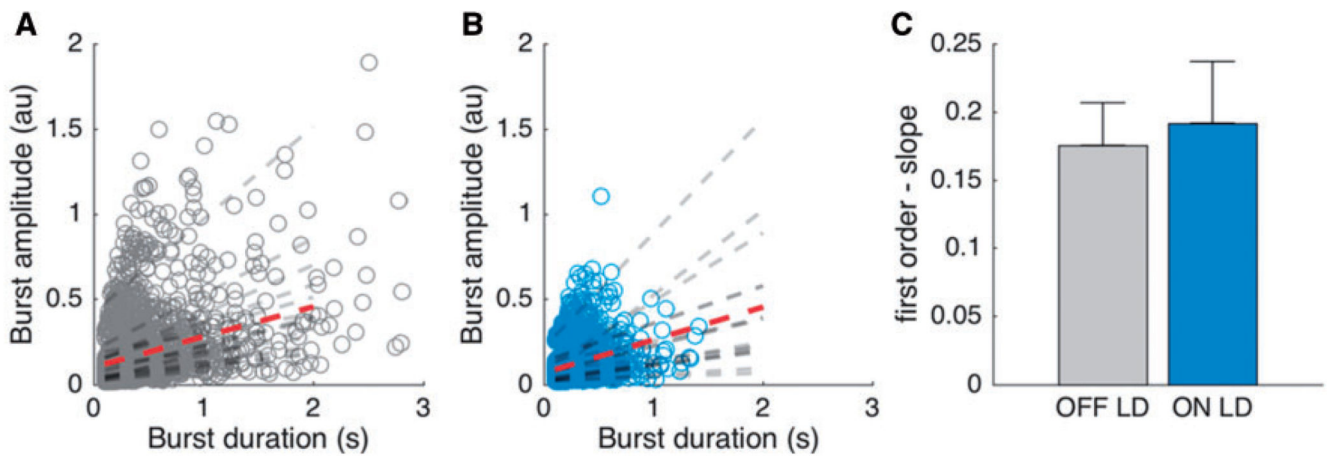 A
Burst amplitude (au)
2
1.5
1
0.5
0
0
1
2
3
Burst duration (s)
B
Burst amplitude (au)
2
1.5
1
0.5
0
0
1
2
3
Burst duration (s)
C
first order - slope
0.25
0.2
0.15
0.1
0.05
0
OFF LD
ON LD